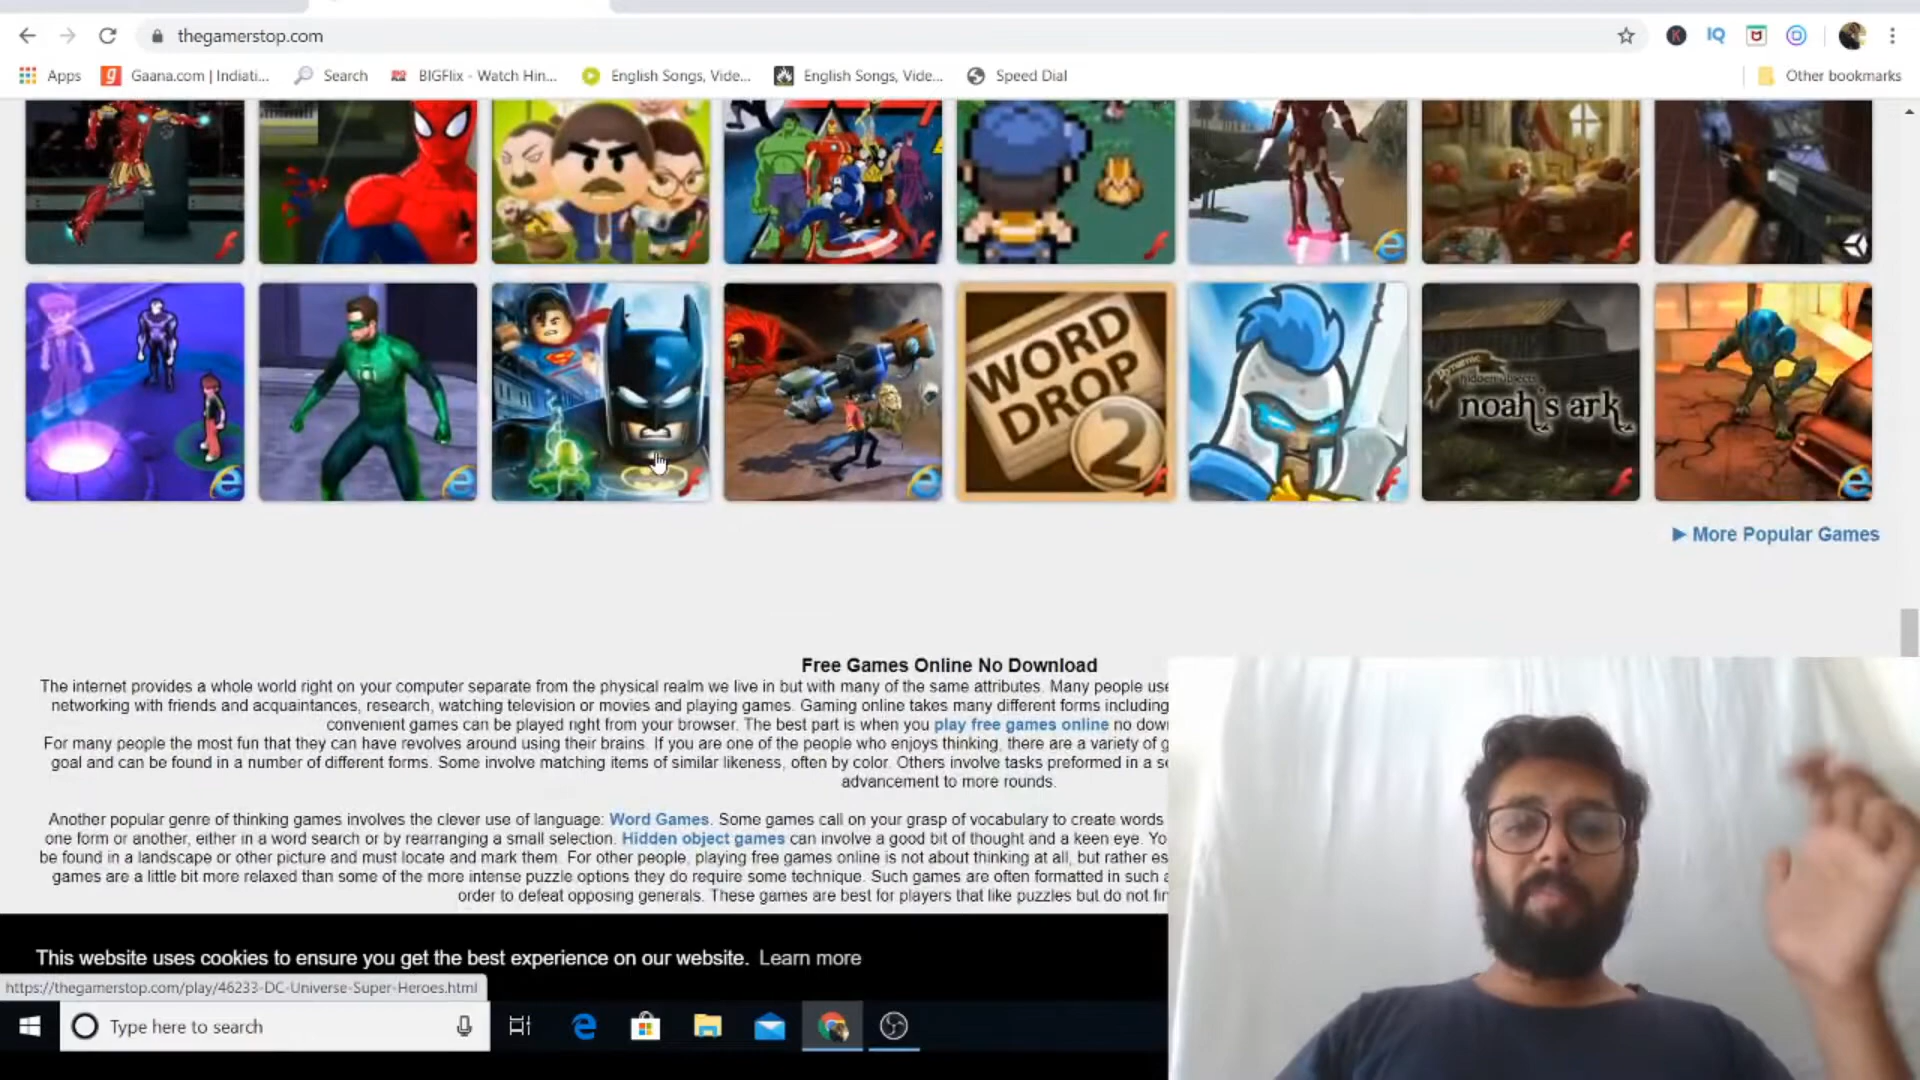 thegamerstop.com
IQ
Apps
Gaana.com | Indiati...
Search
BIGFlix - Watch Hin...
English Songs, Vide...
English Songs, Vide...
Speed Dial
Other bookmarks
WORD DROP 2
Dynamic
hidden objects
noah's ark
More Popular Games
Free Games Online No Download
The internet provides a whole world right on your computer separate from the physical realm we live in but with many of the same attributes. Many people use
networking with friends and acquaintances, research, watching television or movies and playing games. Gaming online takes many different forms including
convenient games can be played right from your browser. The best part is when you play free games online no dow
For many people the most fun that they can have revolves around using their brains. If you are one of the people who enjoys thinking, there are a variety of g
goal and can be found in a number of different forms. Some involve matching items of similar likeness, often by color. Others involve tasks preformed in a se
advancement to more rounds.
Another popular genre of thinking games involves the clever use of language: Word Games. Some games call on your grasp of vocabulary to create words
one form or another, either in a word search or by rearranging a small selection. Hidden object games can involve a good bit of thought and a keen eye. Yo
be found in a landscape or other picture and must locate and mark them. For other people, playing free games online is not about thinking at all, but rather es
games are a little bit more relaxed than some of the more intense puzzle options they do require some technique. Such games are often formatted in such a
order to defeat opposing generals. These games are best for players that like puzzles but do not fin
This website uses cookies to ensure you get the best experience on our website. Learn more
https://thegamerstop.com/play/46233-DC-Universe-Super-Heroes.html
Type here to search